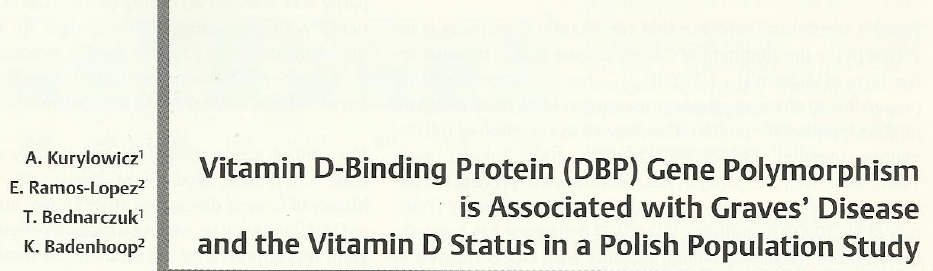 A. Kurylowicz¹
E. Ramos-Lopez²
T. Bednarczuk¹
K. Badenhoop²
Vitamin D-Binding Protein (DBP) Gene Polymorphism
is Associated with Graves’ Disease
and the Vitamin D Status in a Polish Population Study